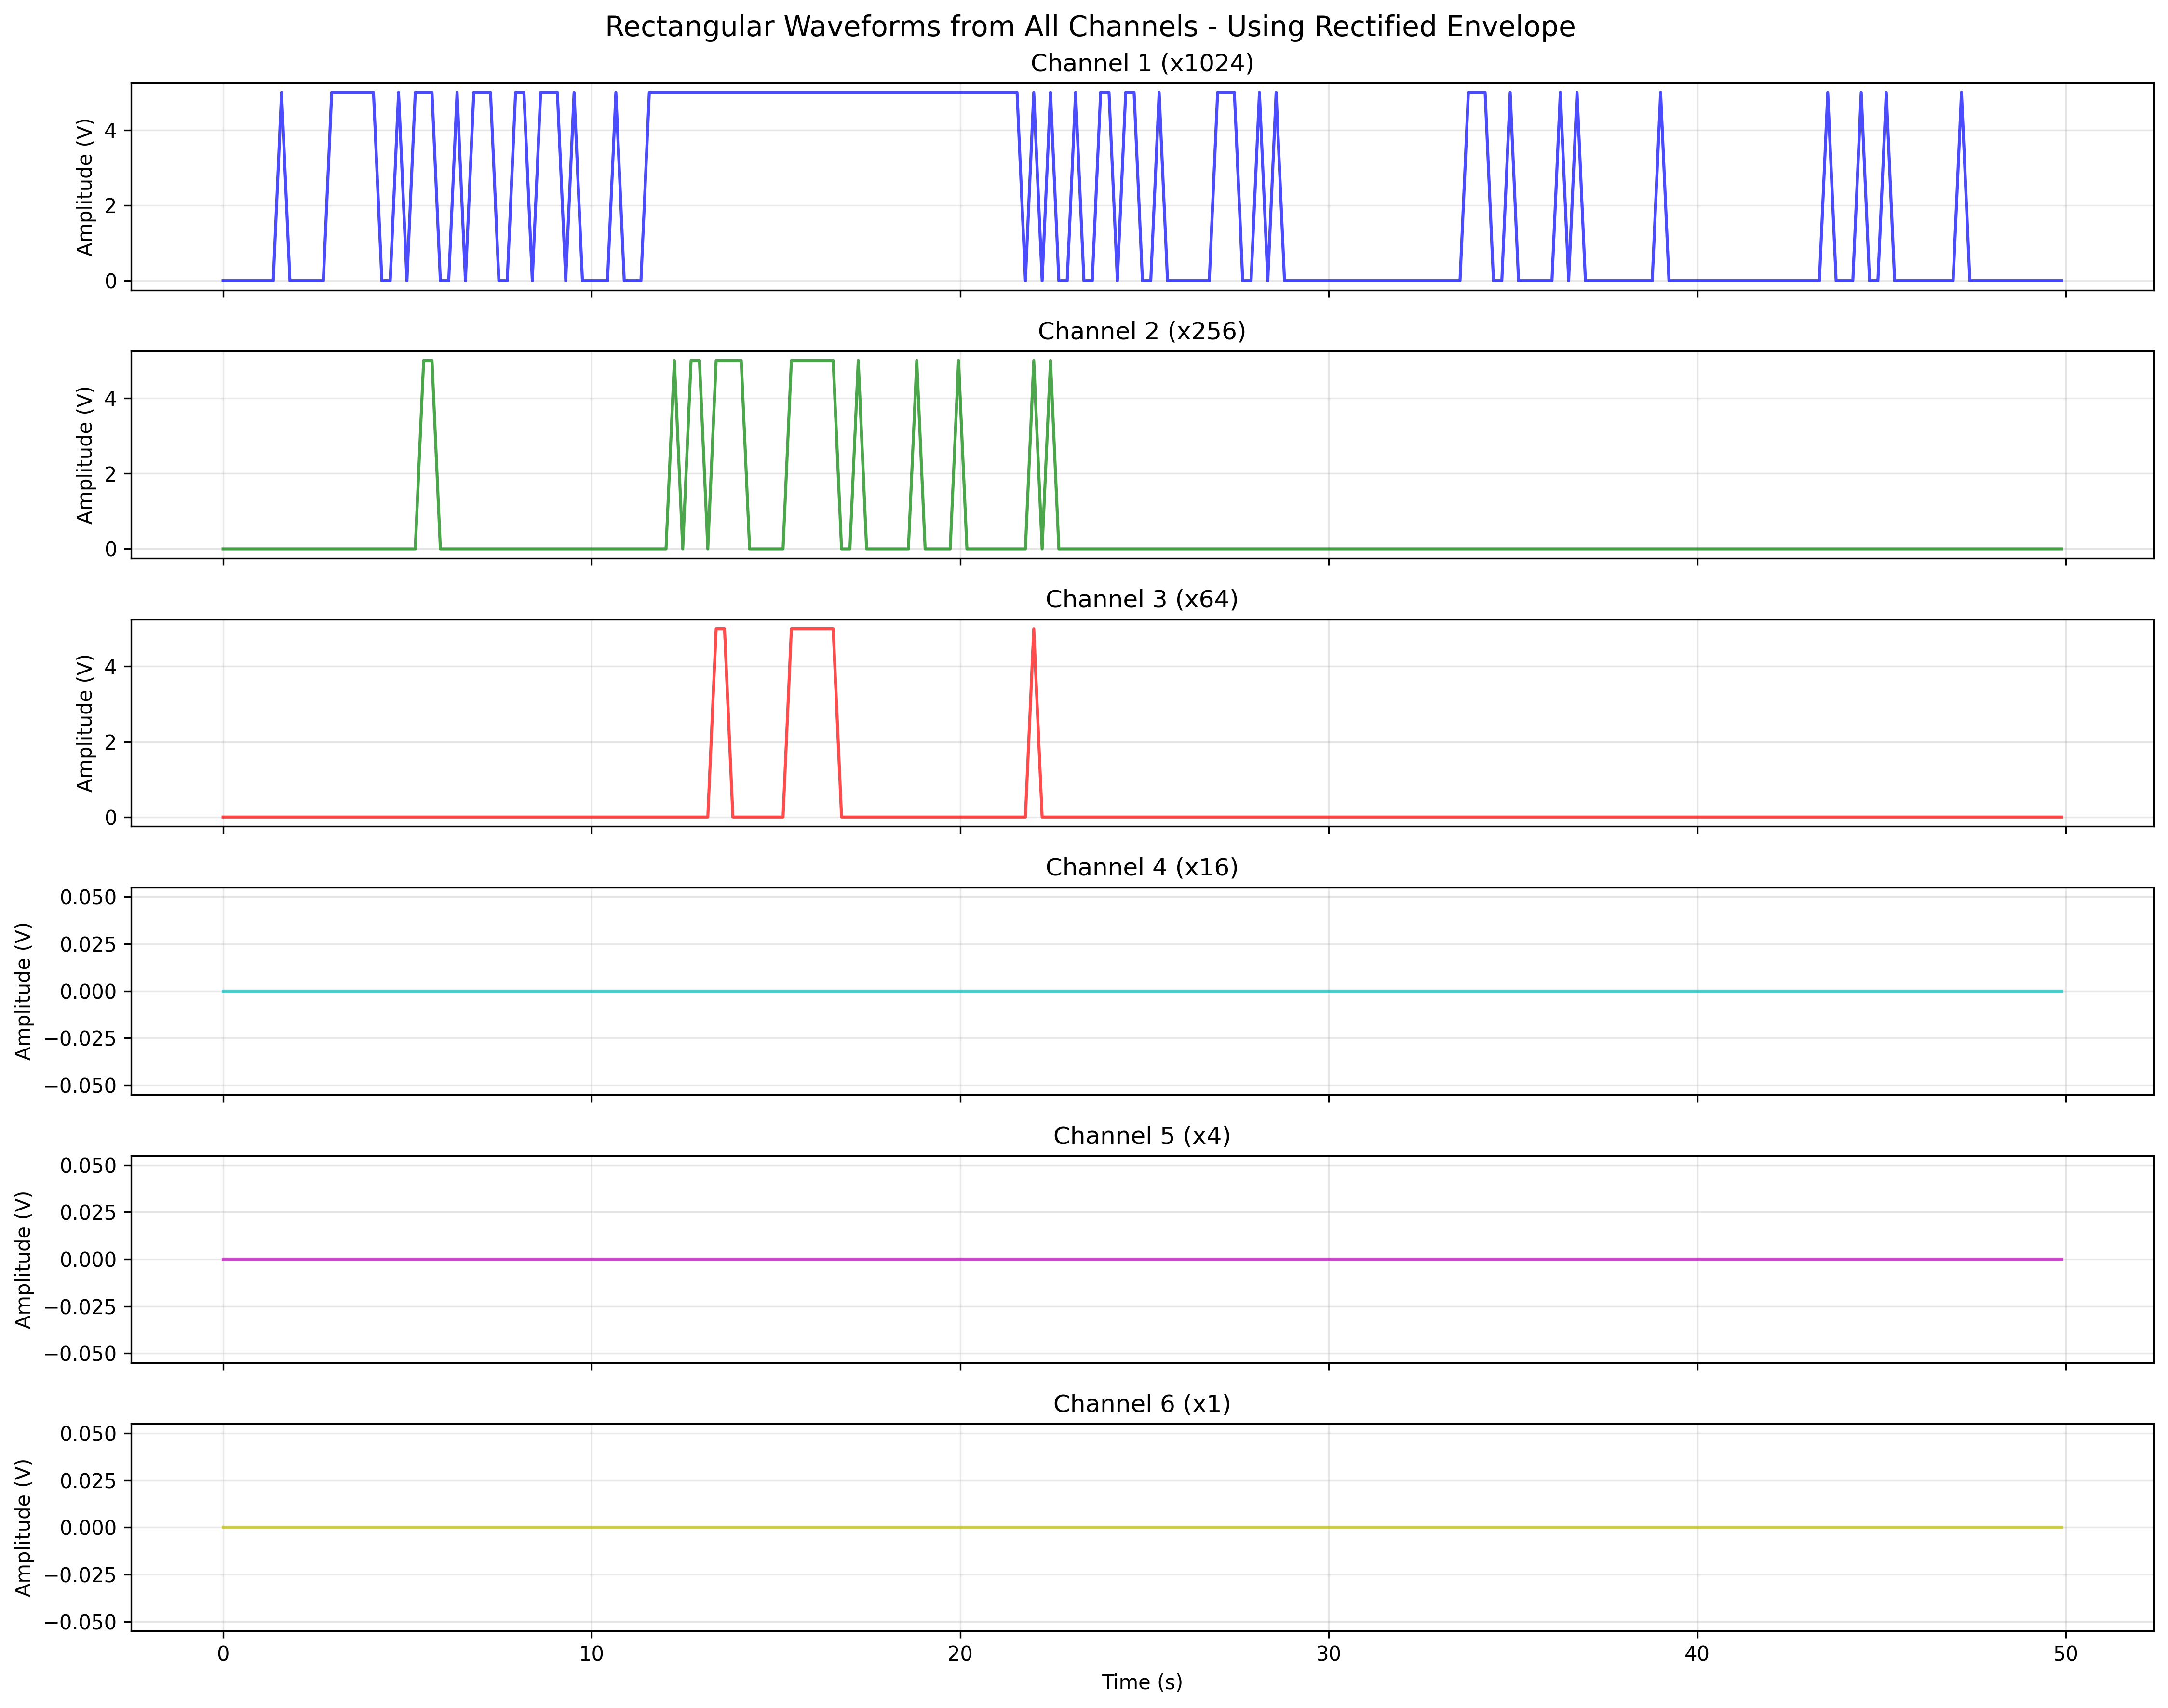 Rectangular Waveforms from All Channels - Using Rectified Envelope
Channel 1 (x1024)
Amplitude (V)
4
2
0
Channel 2 (x256)
Amplitude (V)
4
2
0
Channel 3 (x64)
Amplitude (V)
4
2
0
Channel 4 (x16)
Amplitude (V)
0.050
0.025
0.000
−0.025
−0.050
Channel 5 (x4)
Amplitude (V)
0.050
0.025
0.000
−0.025
−0.050
Channel 6 (x1)
Amplitude (V)
0.050
0.025
0.000
−0.025
−0.050
0 10 20 30 40 50
Time (s)